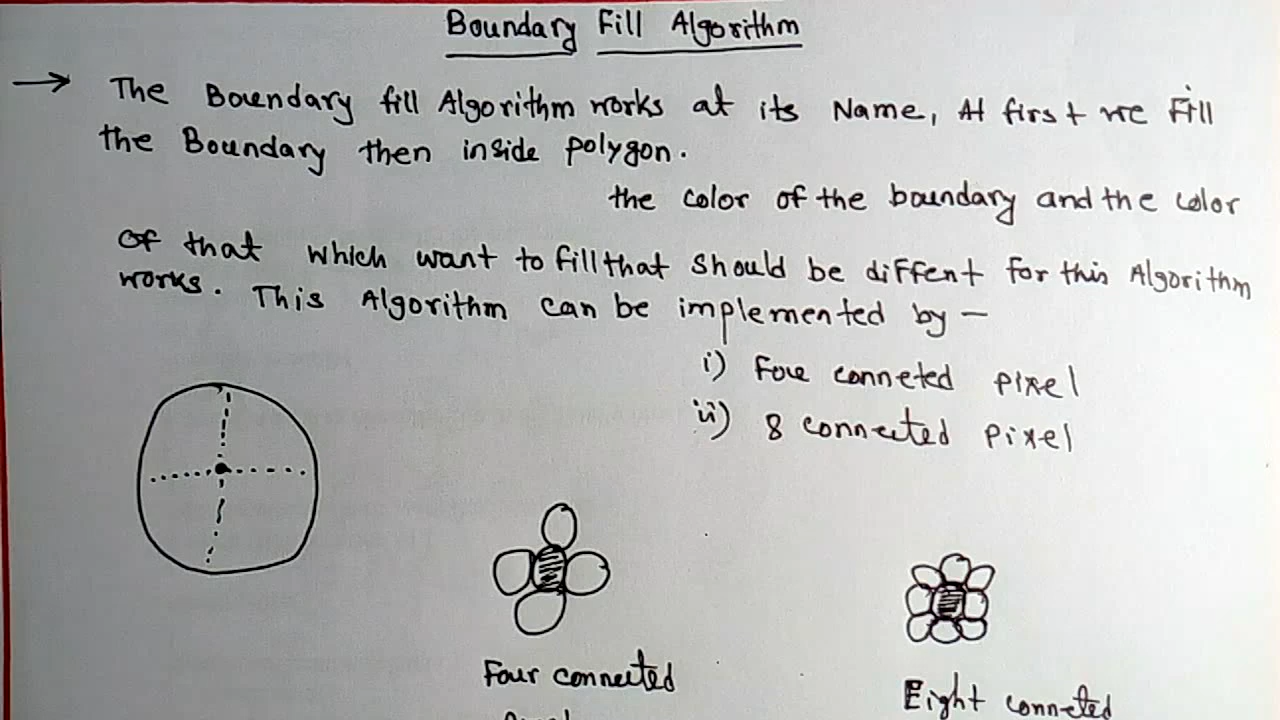 Boundary Fill Algorithm
→ The Boundary fill Algorithm works at its Name, At first we Fill
the Boundary then inside polygon.
the color of the boundary and the color
of that which want to fill that should be diffent for this Algorithm
works. This Algorithm can be implemented by —
i) Four conneted pixel
ii) 8 connected pixel
Four connected
Eight connected